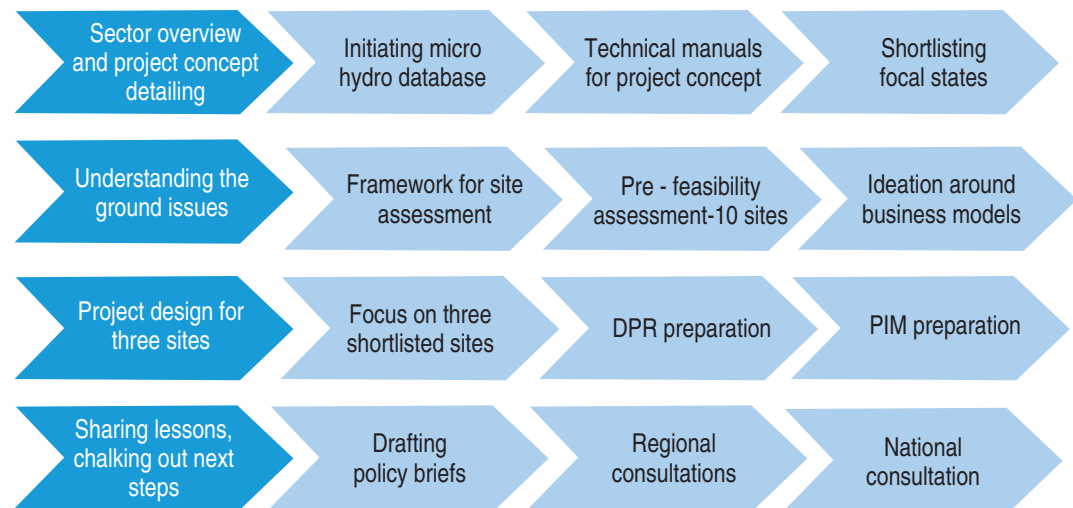 Sector overview
and project concept
detailing
Initiating micro
hydro database
Technical manuals
for project concept
Shortlisting
focal states
Understanding the
ground issues
Framework for site
assessment
Pre - feasibility
assessment-10 sites
Ideation around
business models
Project design for
three sites
Focus on three
shortlisted sites
DPR preparation
PIM preparation
Sharing lessons,
chalking out next
steps
Drafting
policy briefs
Regional
consultations
National
consultation